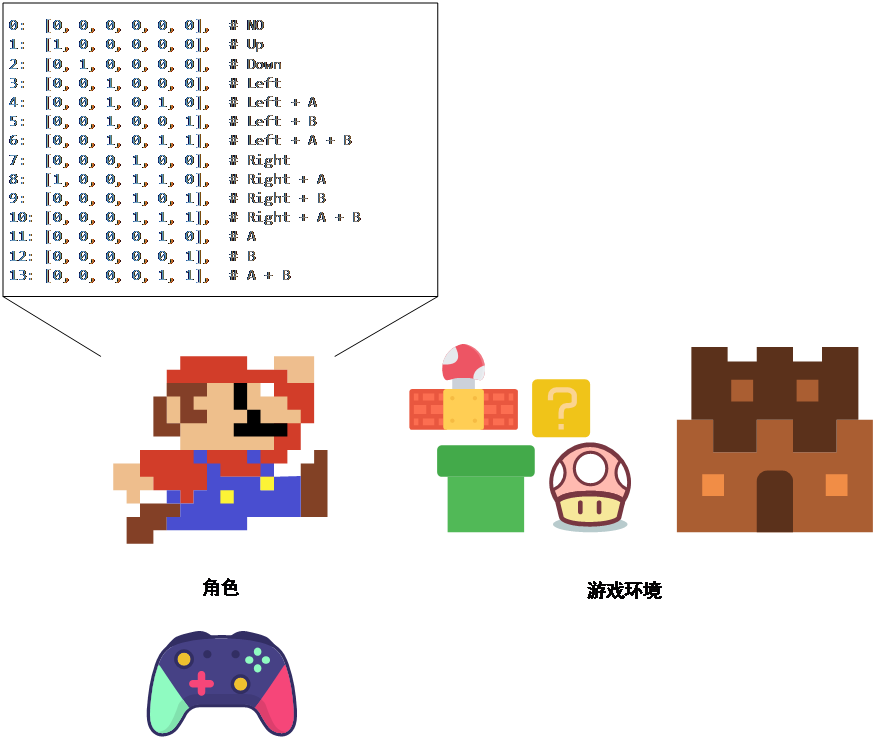 0: [0, 0, 0, 0, 0, 0], # NO
1: [1, 0, 0, 0, 0, 0], # Up
2: [0, 1, 0, 0, 0, 0], # Down
3: [0, 0, 1, 0, 0, 0], # Left
4: [0, 0, 1, 0, 1, 0], # Left + A
5: [0, 0, 1, 0, 0, 1], # Left + B
6: [0, 0, 1, 0, 1, 1], # Left + A + B
7: [0, 0, 0, 1, 0, 0], # Right
8: [1, 0, 0, 1, 1, 0], # Right + A
9: [0, 0, 0, 1, 0, 1], # Right + B
10: [0, 0, 0, 1, 1, 1], # Right + A + B
11: [0, 0, 0, 0, 1, 0], # A
12: [0, 0, 0, 0, 0, 1], # B
13: [0, 0, 0, 0, 1, 1], # A + B
?
角色
游戏环境